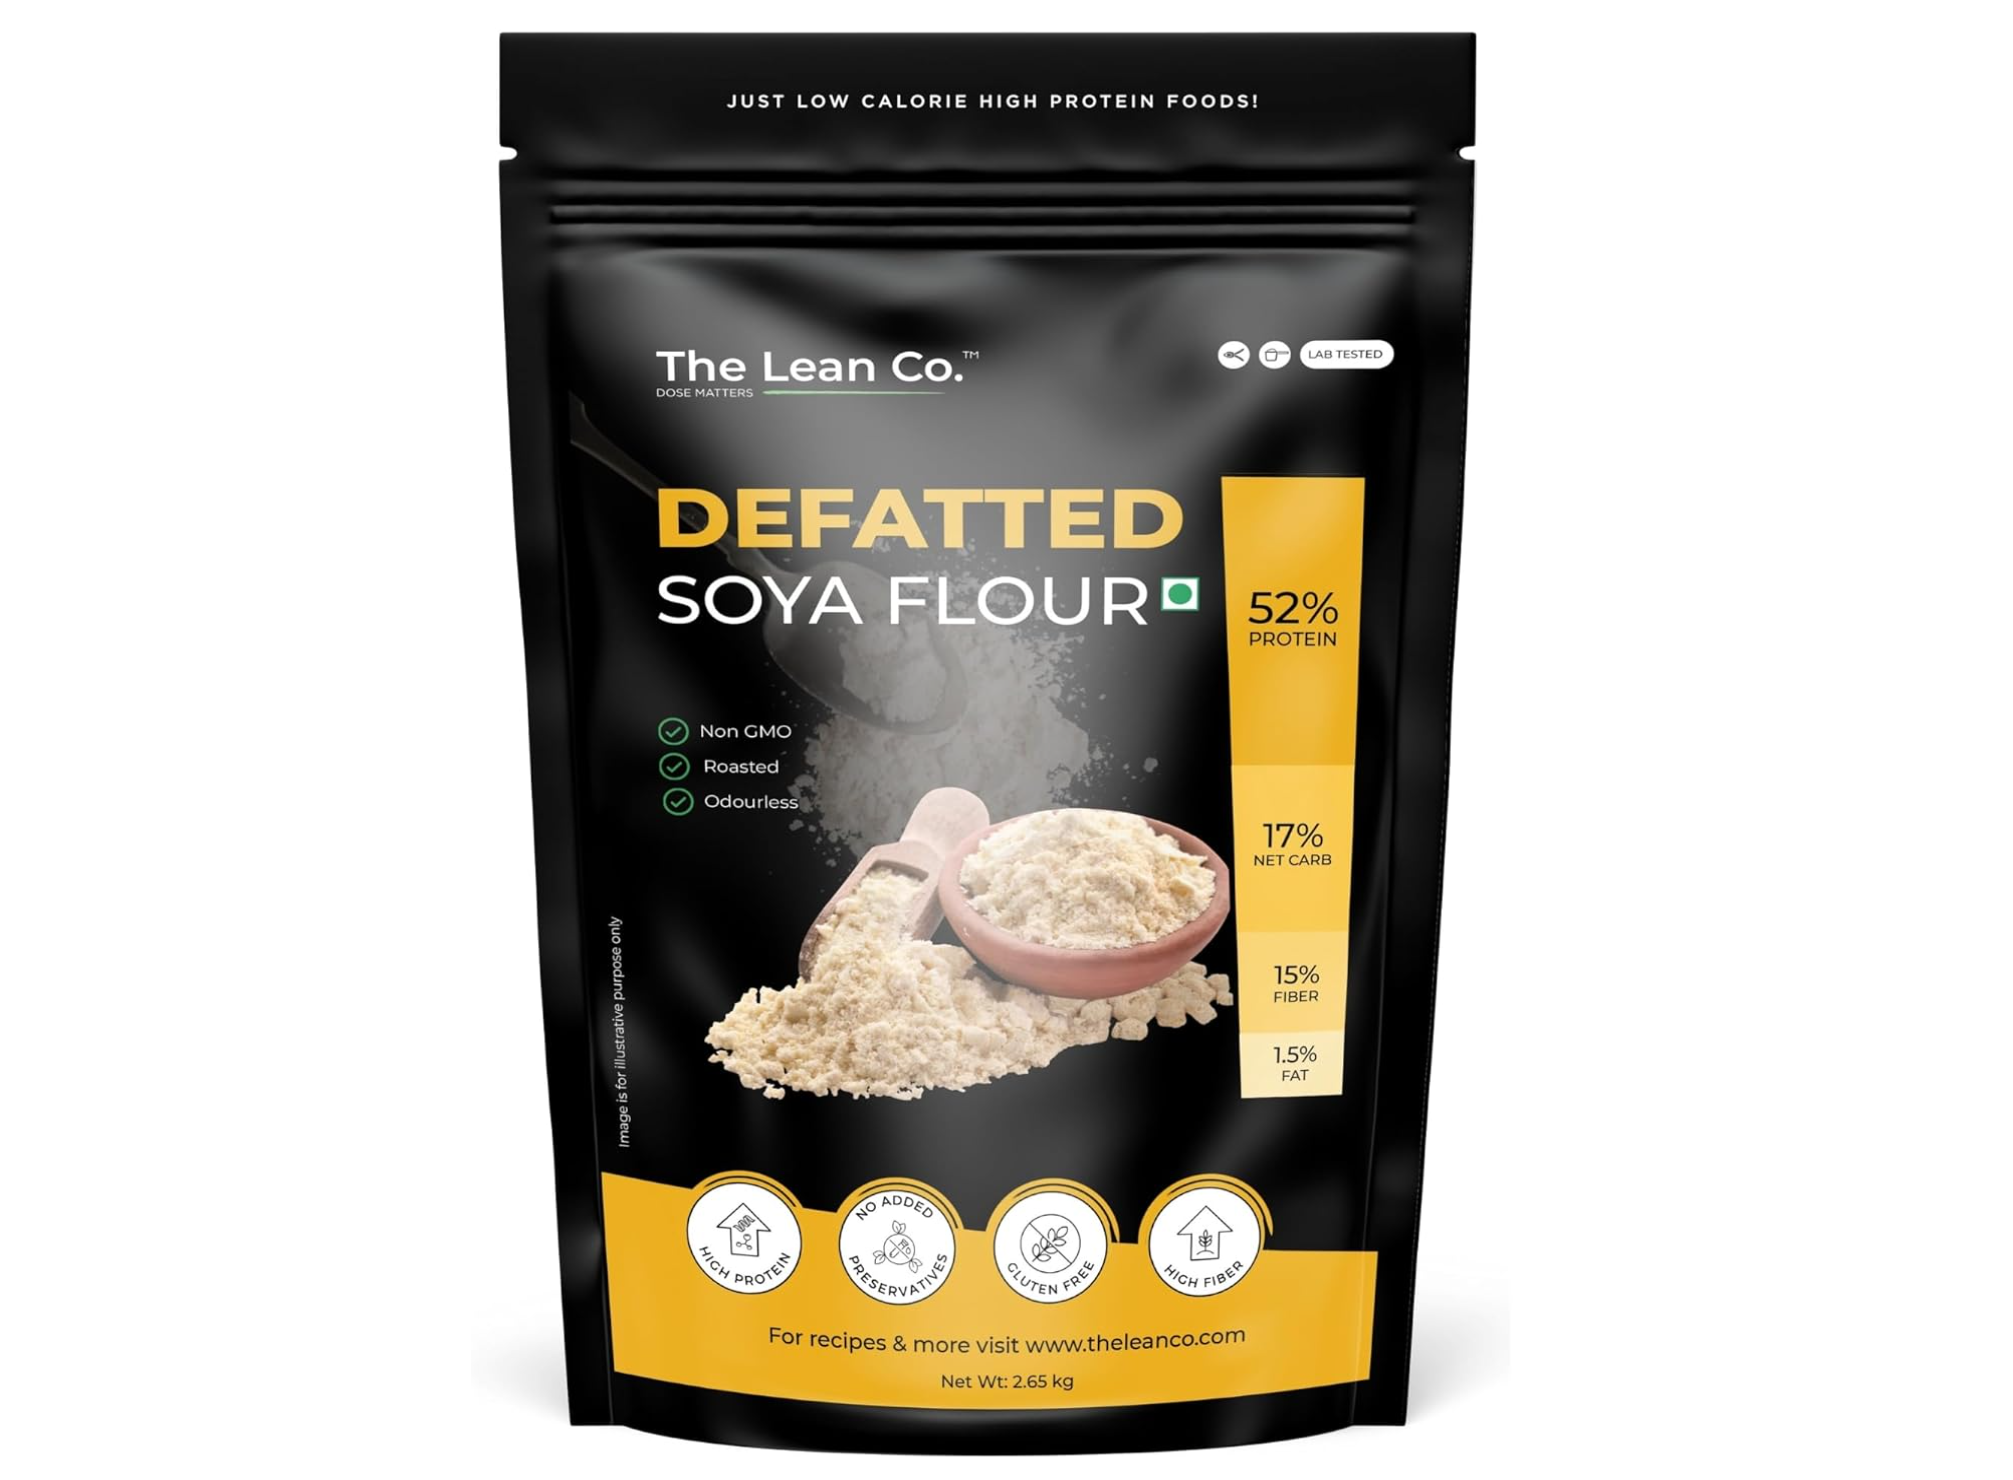 JUST LOW CALORIE HIGH PROTEIN FOODS!
The Lean Co.™
DOSE MATTERS
LAB TESTED
DEFATTED
SOYA FLOUR
52%
PROTEIN
17%
NET CARB
15%
FIBER
1.5%
FAT
Non GMO
Roasted
Odourless
Image is for illustrative purpose only
HIGH PROTEIN
NO ADDED
PRESERVATIVES
GLUTEN FREE
HIGH FIBER
For recipes & more visit www.theleanco.com
Net Wt: 2.65 kg